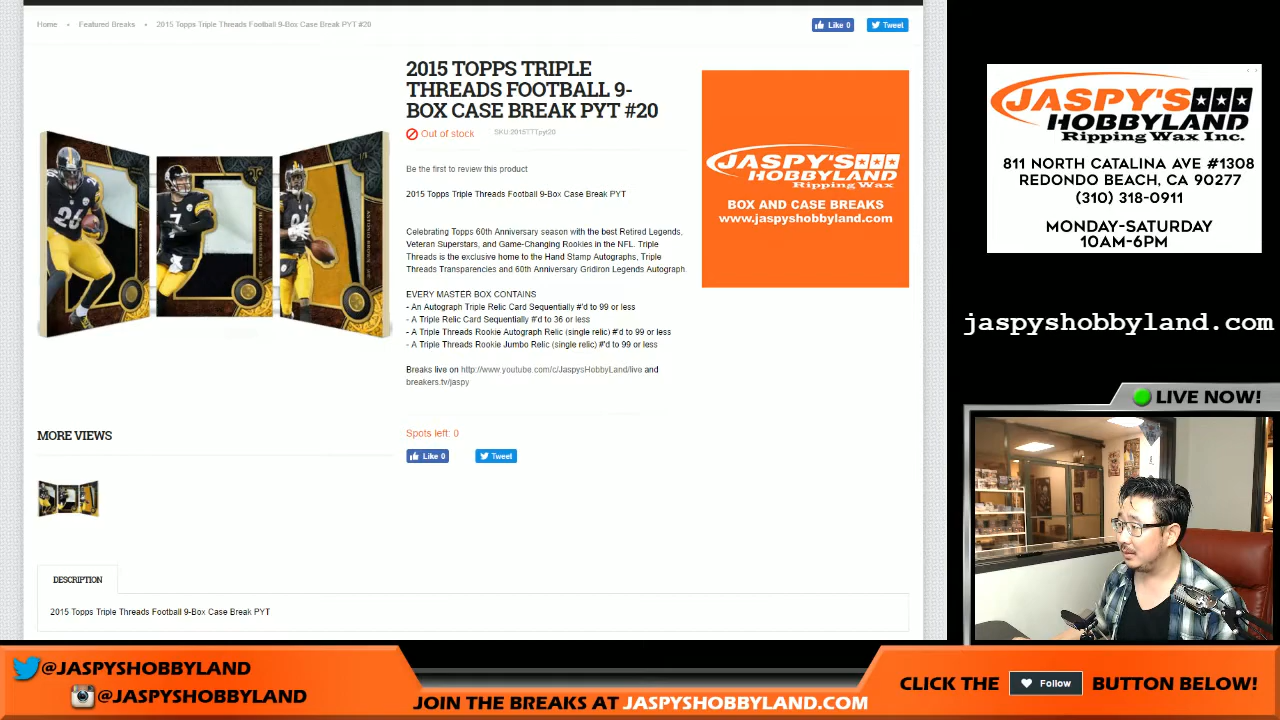 Home • Featured Breaks • 2015 Topps Triple Threads Football 9-Box Case Break PYT #20
Like 0
Tweet
2015 TOPPS TRIPLE
THREADS FOOTBALL 9-
BOX CASE BREAK PYT #20
Out of stock
SKU:2015TTT.pyt20
Be the first to review this product
2015 Topps Triple Threads Football 9-Box Case Break PYT
Celebrating Topps 60th Anniversary season with the best Retired Legends,
Veteran Superstars, and Game-Changing Rookies in the NFL. Triple
Threads is the exclusive home to the Hand Stamp Autographs, Triple
Threads Transparencies and 60th Anniversary Gridiron Legends Autograph.
EVERY MASTER BOX CONTAINS
- An Autograph Triple Relic Card Sequentially #'d to 99 or less
- A Triple Relic Card Sequentially #'d to 36 or less
- A Triple Threads Rookie Autograph Relic (single relic) #'d to 99 or less
- A Triple Threads Rookie Jumbo Relic (single relic) #'d to 99 or less
Breaks live on http://www.youtube.com/c/JaspysHobbyLand/live and
breakers.tv/jaspy
Spots left: 0
Like 0
Tweet
MORE VIEWS
DESCRIPTION
2015 Topps Triple Threads Football 9-Box Case Break PYT
JASPY'S
HOBBYLAND
Ripping Wax
BOX AND CASE BREAKS
www.jaspyshobbyland.com
JASPY'S
HOBBYLAND
Ripping Wax Inc.
811 NORTH CATALINA AVE #1308
REDONDO BEACH, CA 90277
(310) 318-0911
MONDAY-SATURDAY
10AM-6PM
jaspyshobbyland.com
LIVE NOW!
@JASPYSHOBBYLAND
@JASPYSHOBBYLAND
JOIN THE BREAKS AT JASPYSHOBBYLAND.COM
CLICK THE Follow BUTTON BELOW!